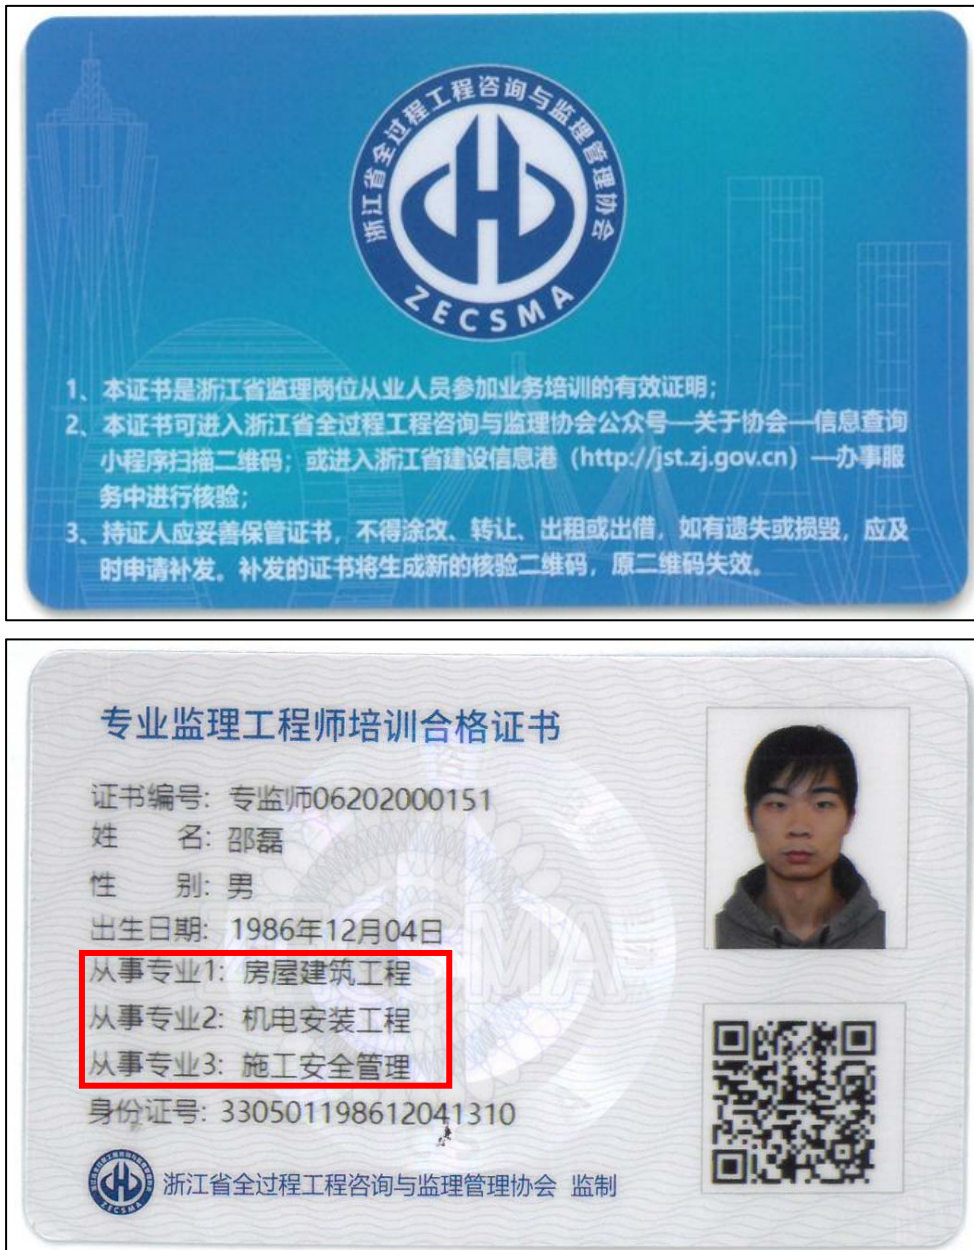 浙江省全过程工程咨询与监理管理协会
ZECSMA
1、本证书是浙江省监理岗位从业人员参加业务培训的有效证明；
2、本证书可进入浙江省全过程工程咨询与监理协会公众号—关于协会—信息查询
小程序扫描二维码；或进入浙江省建设信息港（http://jst.zj.gov.cn）—办事服
务中进行核验；
3、持证人应妥善保管证书，不得涂改、转让、出租或出借，如有遗失或损毁，应及
时申请补发。补发的证书将生成新的核验二维码，原二维码失效。
专业监理工程师培训合格证书
证书编号: 专监师06202000151
姓 名: 邵磊
性 别: 男
出生日期: 1986年12月04日
从事专业1: 房屋建筑工程
从事专业2: 机电安装工程
从事专业3: 施工安全管理
身份证号: 330501198612041310
浙江省全过程工程咨询与监理管理协会 监制